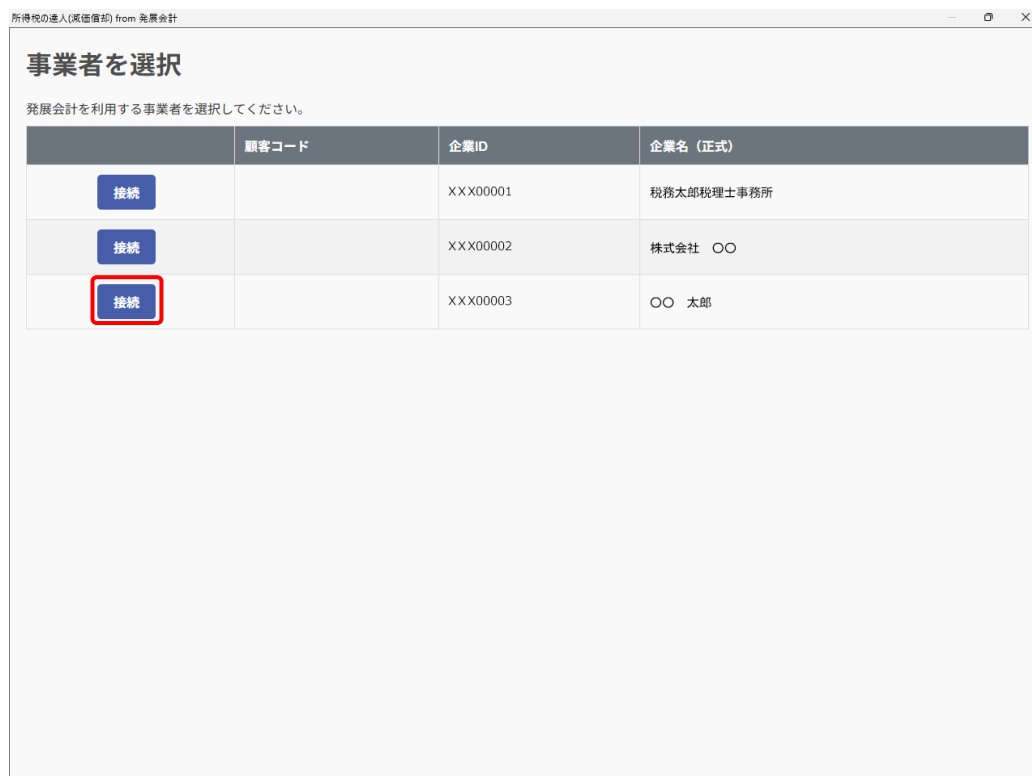 所得税の達人(減価償却) from 発展会計
事業者を選択
発展会計を利用する事業者を選択してください。
顧客コード 企業ID 企業名（正式）
接続 XXX00001 税務太郎税理士事務所
接続 XXX00002 株式会社　〇〇
接続 XXX00003 〇〇　太郎